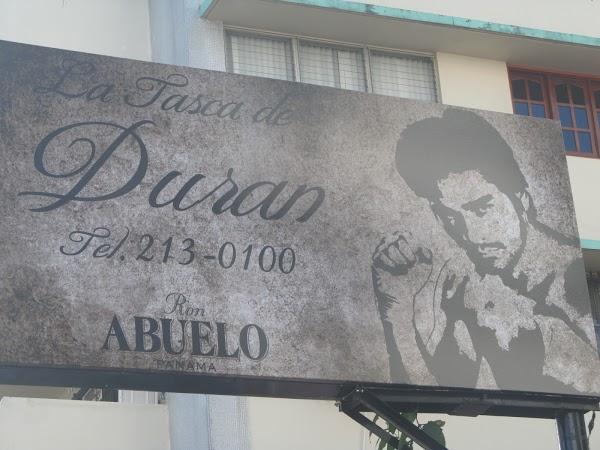 La Tasca de
Duran
Tel. 213-0100
Ron
ABUELO
PANAMA